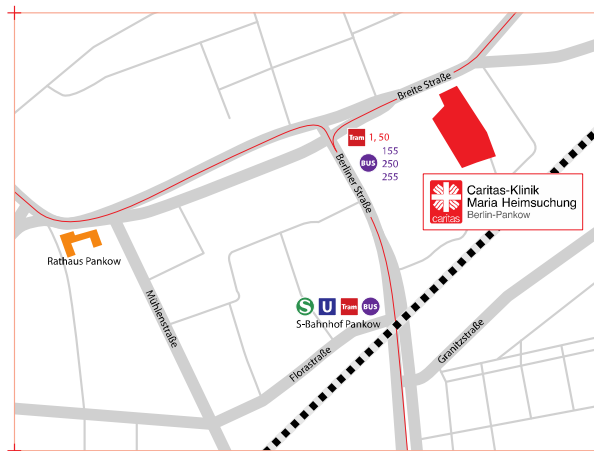 Breite Straße
Tram 1, 50
155
BUS 250
255
Berliner Straße
caritas
Caritas-Klinik
Maria Heimsuchung
Berlin-Pankow
Rathaus Pankow
Mühlenstraße
S U Tram BUS
S-Bahnhof Pankow
Florastraße
Granitzstraße